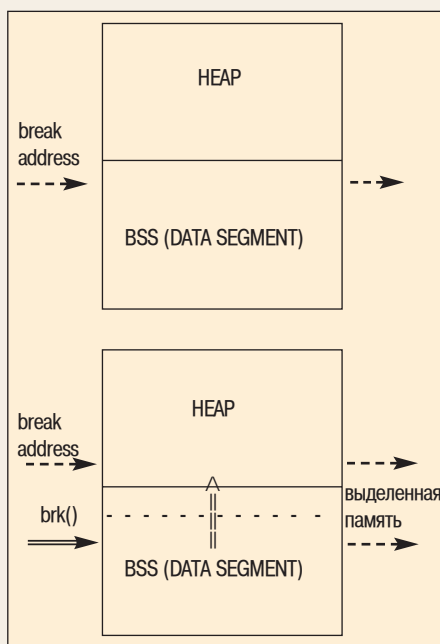 HEAP
break
address
BSS (DATA SEGMENT)
HEAP
break
address
выделенная
память
brk()
BSS (DATA SEGMENT)